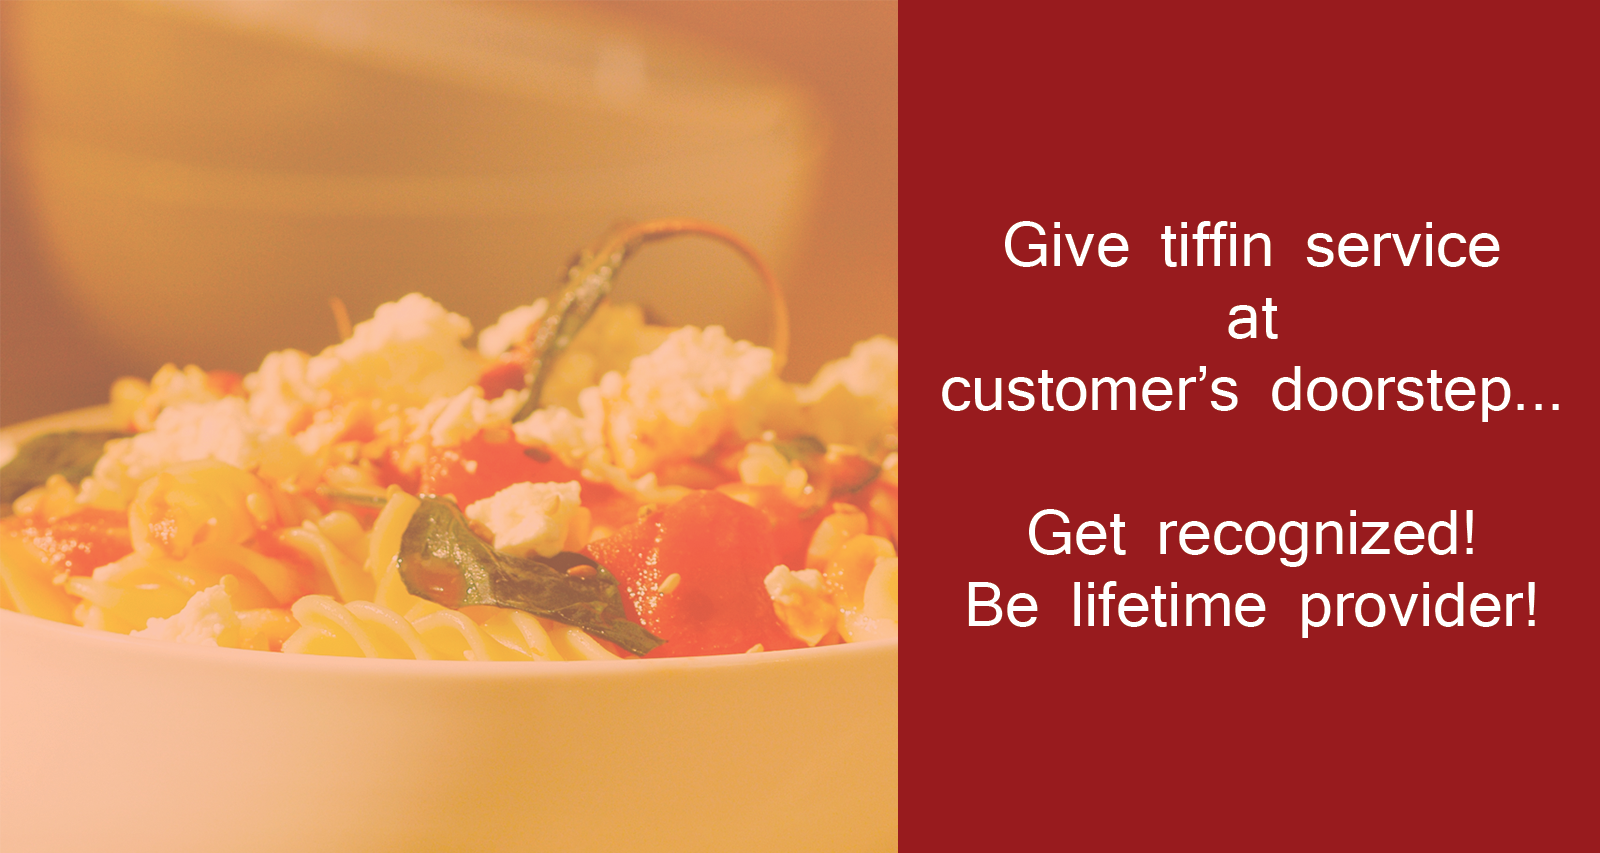 Give tiffin service
at
customer’s doorstep...
Get recognized!
Be lifetime provider!